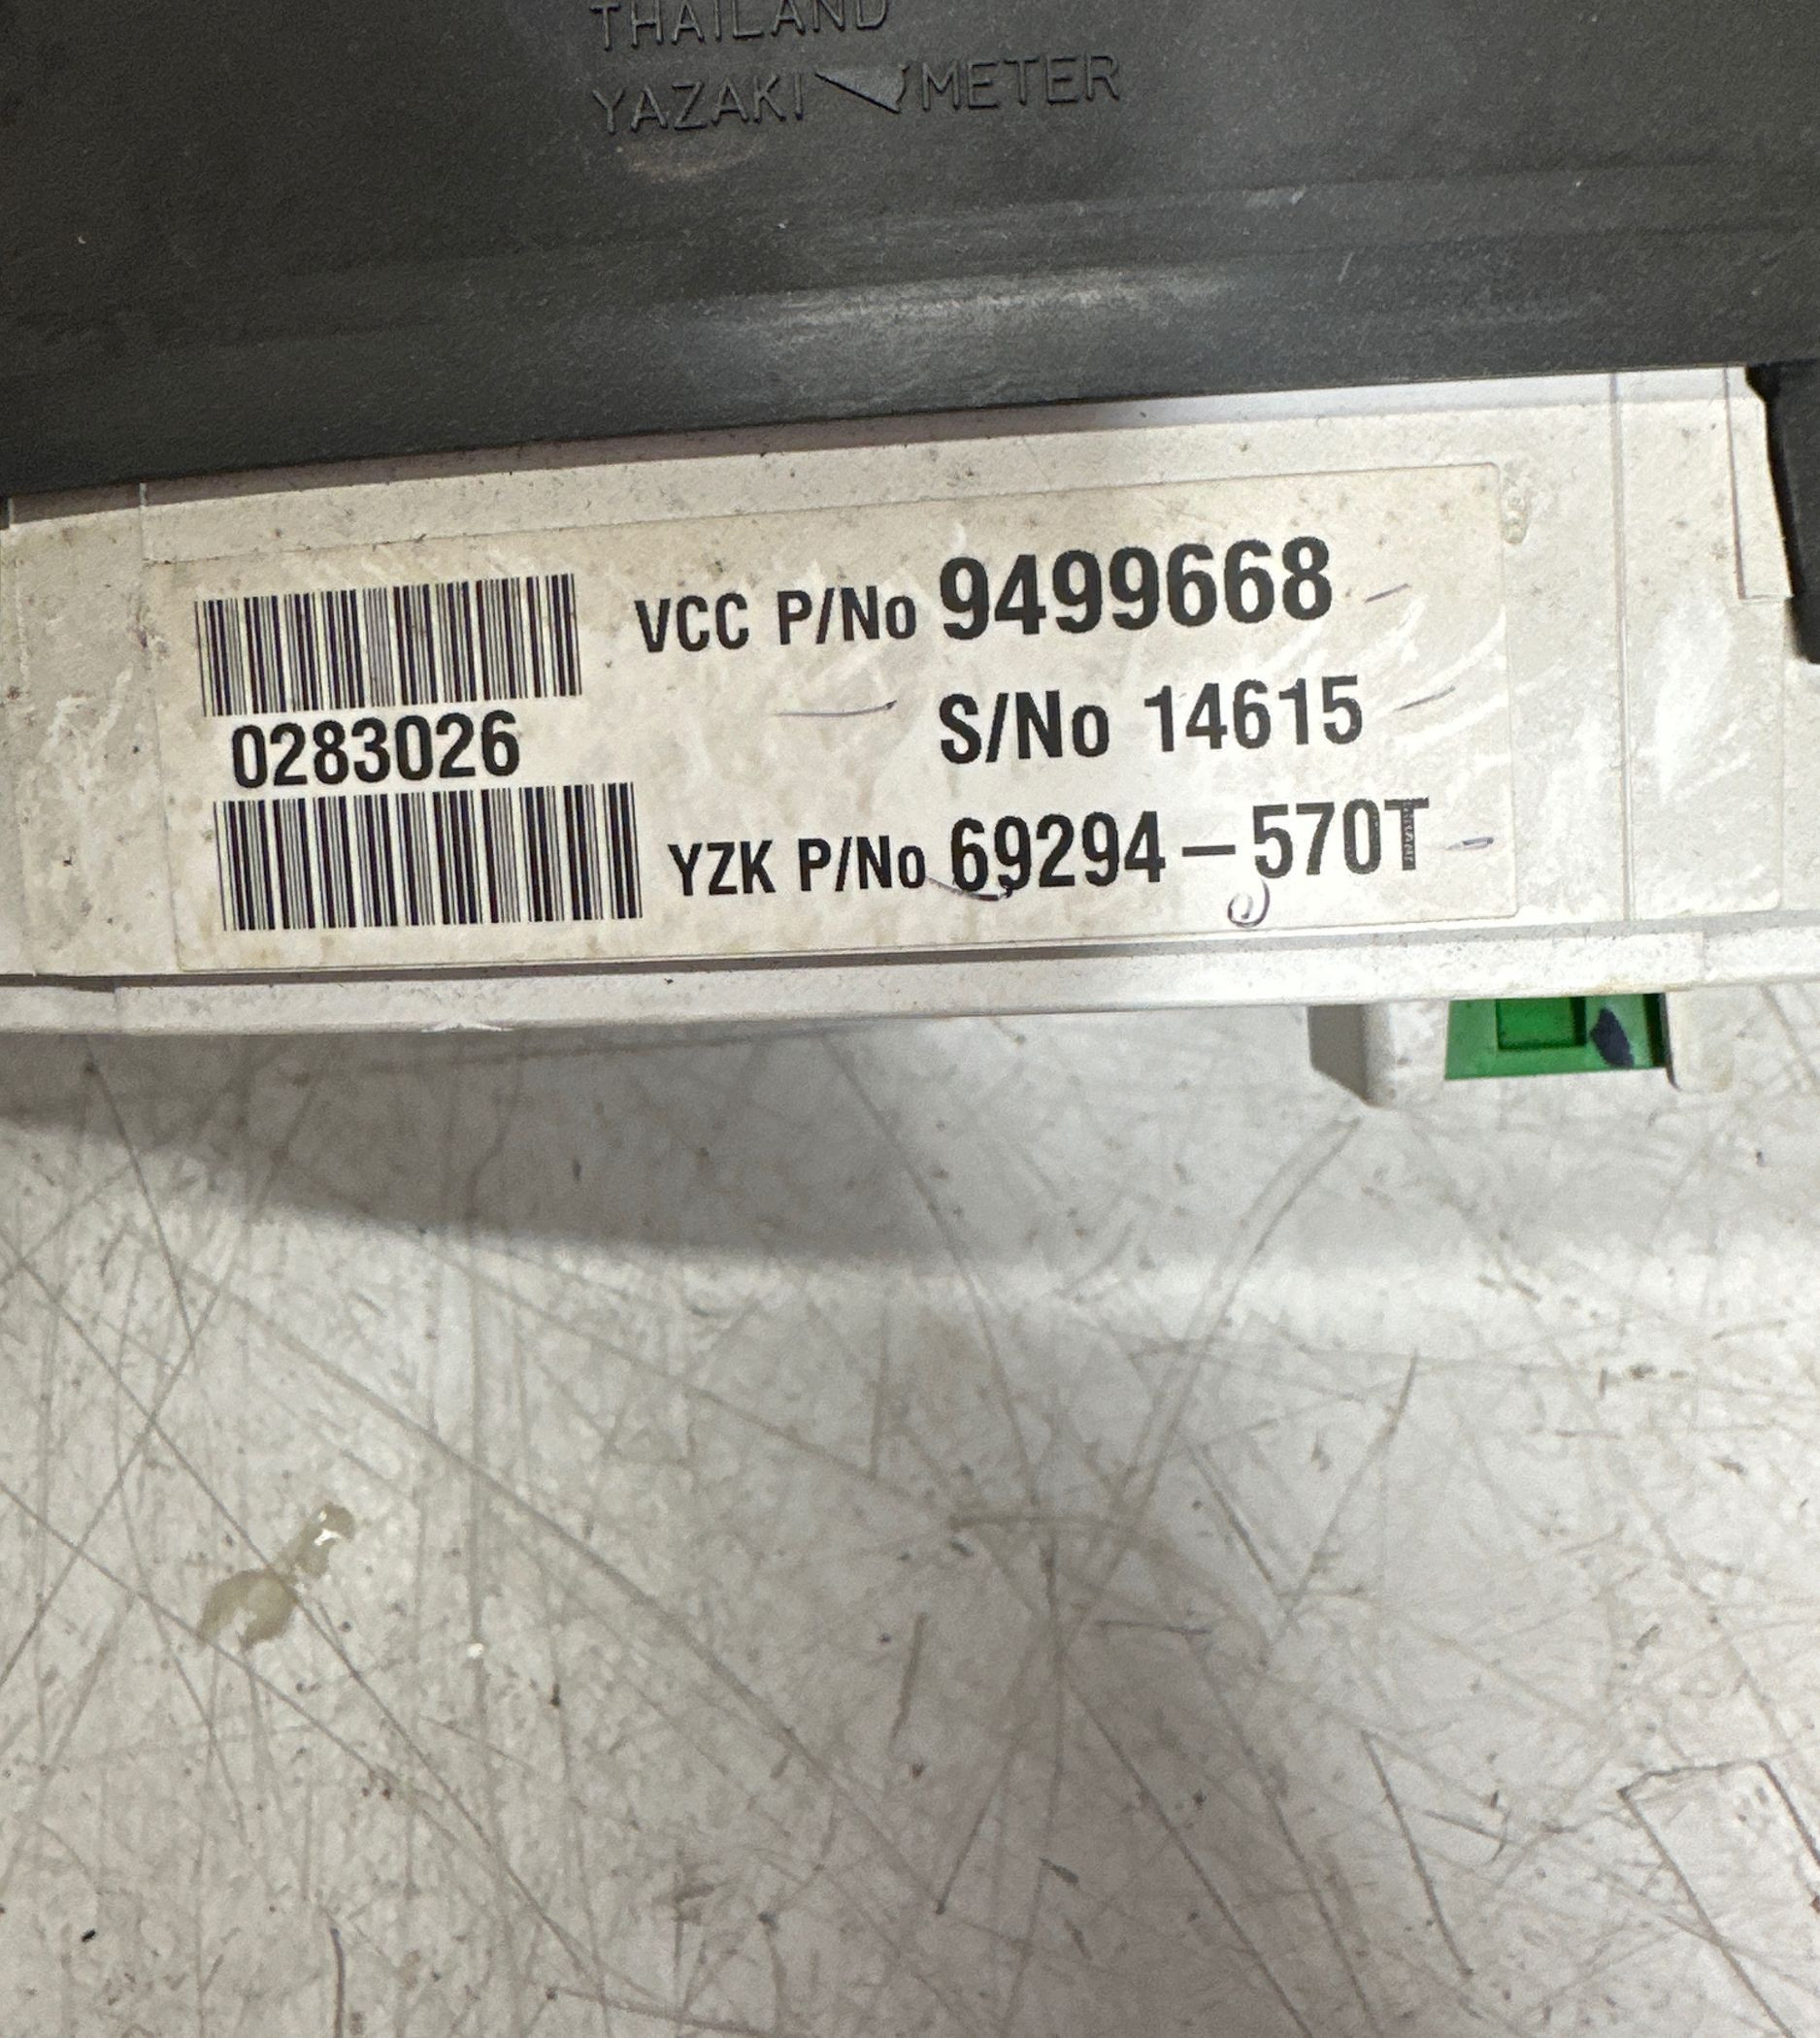 THAILAND
YAZAKI METER
VCC P/No 9499668
S/No 14615
0283026
YZK P/No 69294-570T